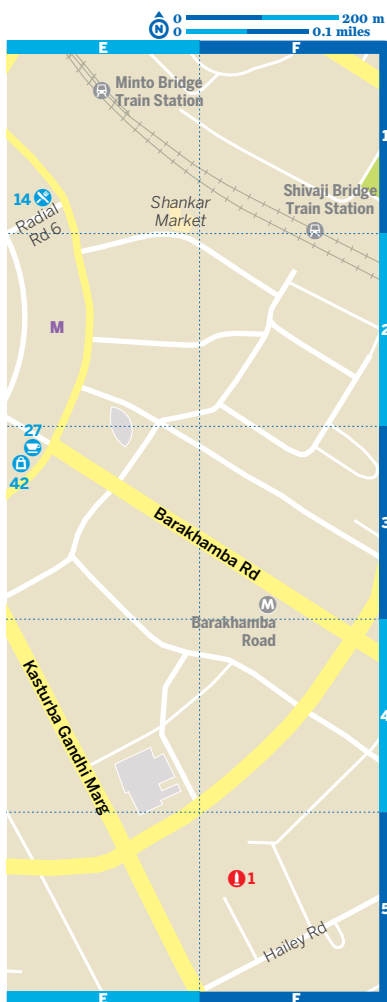 0 200 m
N 0 0.1 miles
E F
Minto Bridge
Train Station
1
14
Radial
Rd 6
Shankar
Market
Shivaji Bridge
Train Station
M
2
27
42
3
Barakhamba Rd
M
Barakhamba
Road
4
Kasturba Gandhi Marg
1
5
Hailey Rd
E F